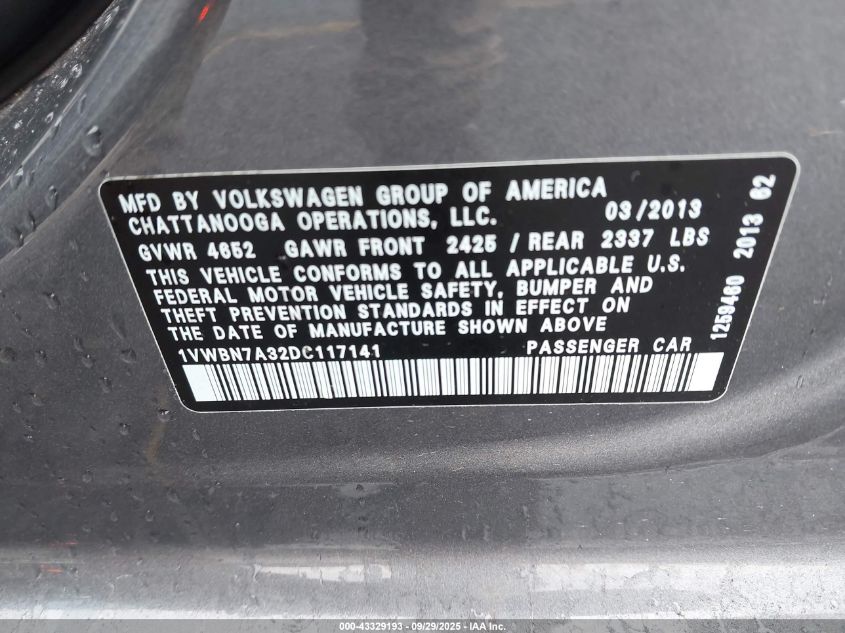 MFD BY VOLKSWAGEN GROUP OF AMERICA
CHATTANOOGA OPERATIONS, LLC. 03/2013
GVWR 4652 GAWR FRONT 2425 / REAR 2337 LBS
THIS VEHICLE CONFORMS TO ALL APPLICABLE U.S.
FEDERAL MOTOR VEHICLE SAFETY, BUMPER AND
THEFT PREVENTION STANDARDS IN EFFECT ON
THE DATE OF MANUFACTURE SHOWN ABOVE
1VWBN7A32DC117141 PASSENGER CAR
1259460 2013 62
000-43329193 - 09/29/2025 - IAA Inc.